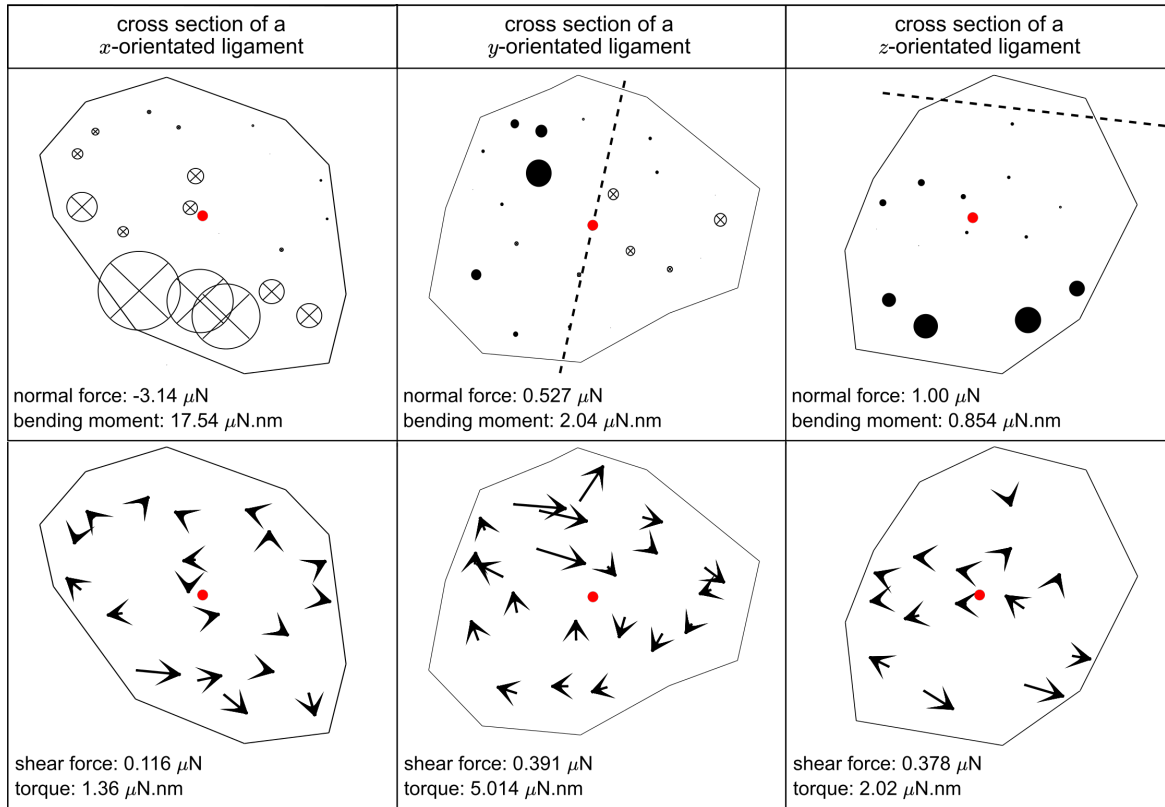 cross section of a
x-orientated ligament
cross section of a
y-orientated ligament
cross section of a
z-orientated ligament
normal force: -3.14 μN
bending moment: 17.54 μN.nm
normal force: 0.527 μN
bending moment: 2.04 μN.nm
normal force: 1.00 μN
bending moment: 0.854 μN.nm
shear force: 0.116 μN
torque: 1.36 μN.nm
shear force: 0.391 μN
torque: 5.014 μN.nm
shear force: 0.378 μN
torque: 2.02 μN.nm